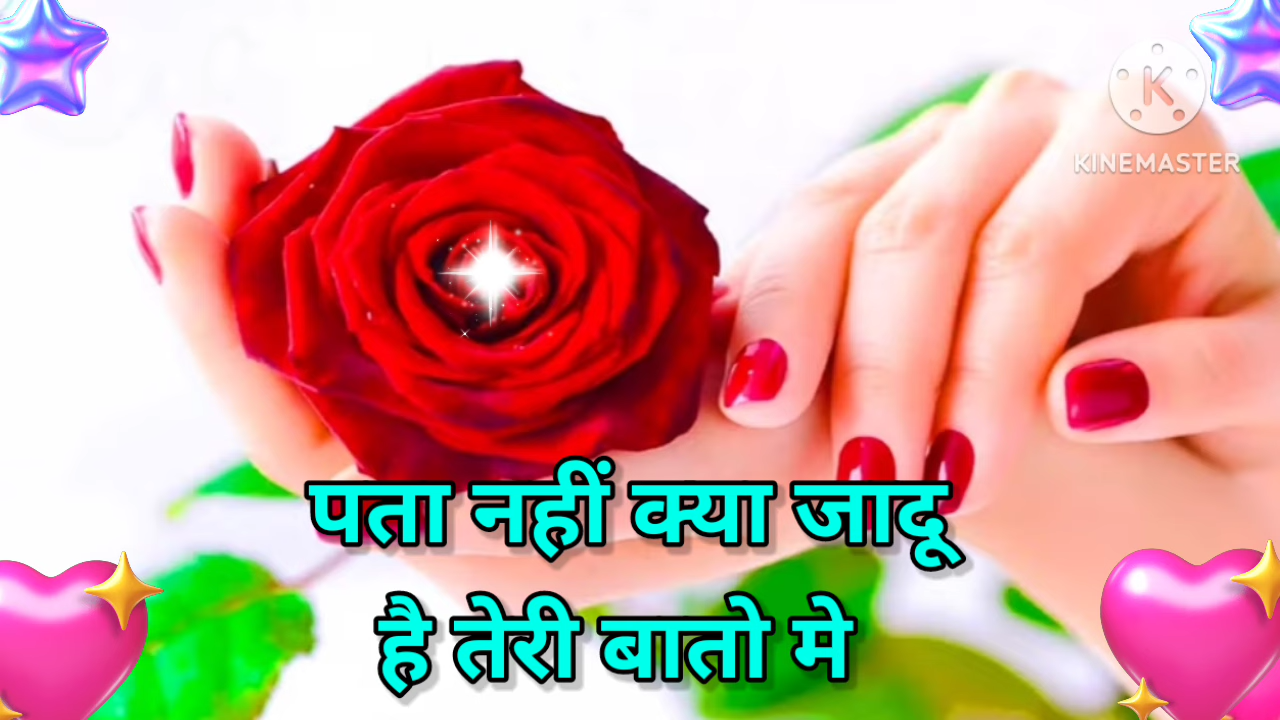 KINEMASTER
पता नहीं क्या जादू
है तेरी बातो मे